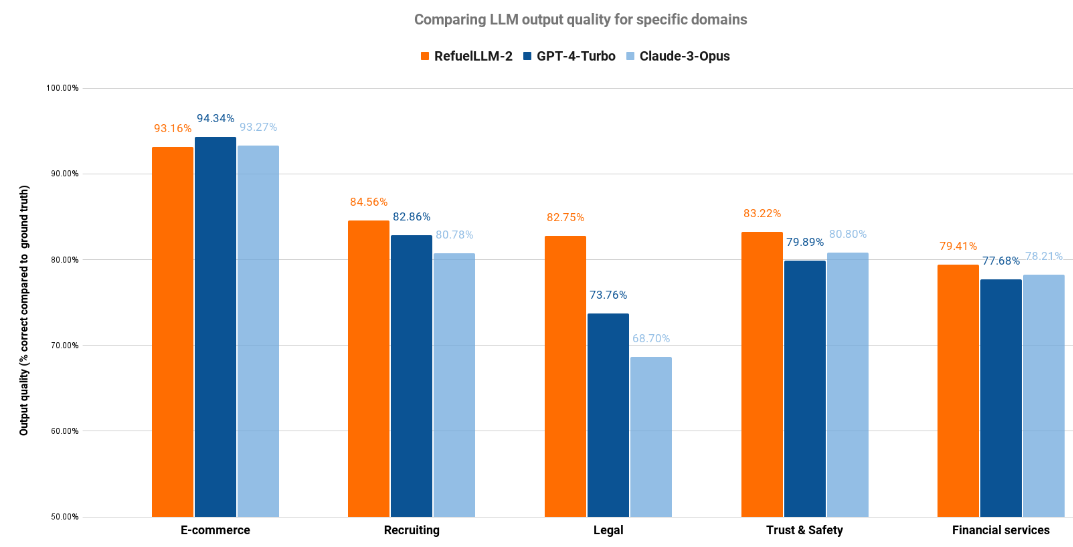 Comparing LLM output quality for specific domains
RefuelLLM-2 GPT-4-Turbo Claude-3-Opus
Output quality (% correct compared to ground truth)
100.00%
90.00%
80.00%
70.00%
60.00%
50.00%
93.16% 94.34% 93.27%
84.56% 82.86% 80.78%
82.75% 73.76% 68.70%
83.22% 79.89% 80.80%
79.41% 77.68% 78.21%
E-commerce Recruiting Legal Trust & Safety Financial services